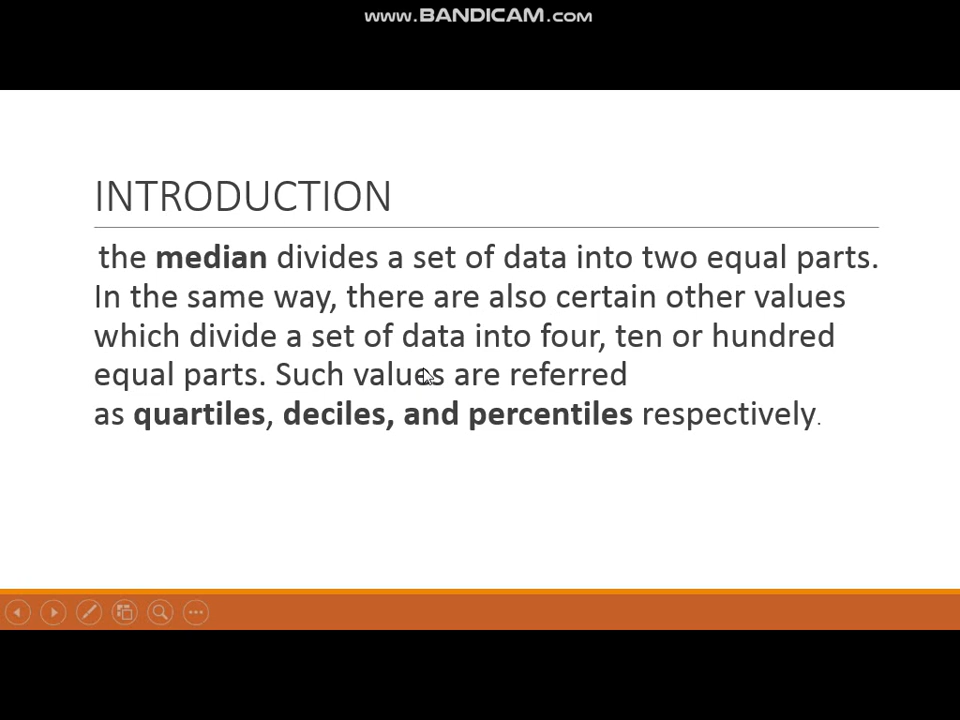 www.BANDICAM.com
INTRODUCTION
the median divides a set of data into two equal parts.
In the same way, there are also certain other values
which divide a set of data into four, ten or hundred
equal parts. Such values are referred
as quartiles, deciles, and percentiles respectively.